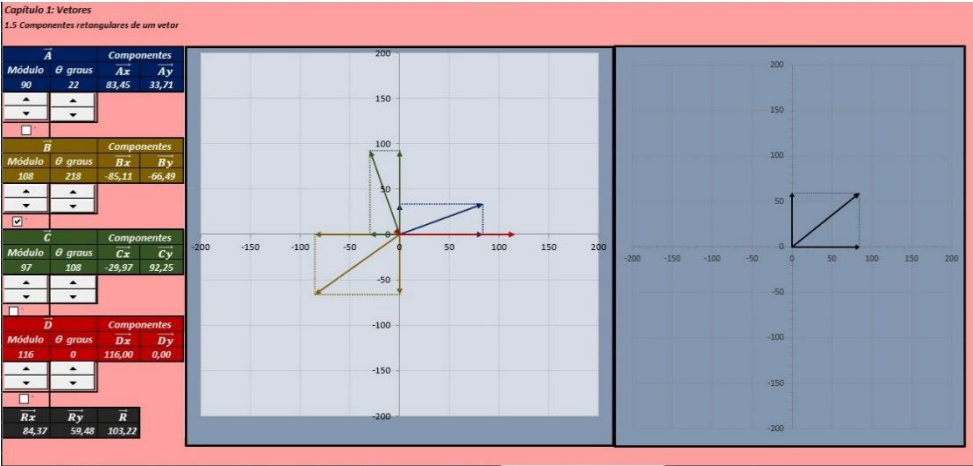 Capítulo 1: Vetores
1.5 Componentes retangulares de um vetor
A Componentes
Módulo θ graus Ax Ay
90 22 83,45 33,71
B Componentes
Módulo θ graus Bx By
108 218 -85,11 -66,49
C Componentes
Módulo θ graus Cx Cy
97 108 -29,97 92,25
D Componentes
Módulo θ graus Dx Dy
116 0 116,00 0,00
Rx Ry R
84,37 59,48 103,22
200
150
100
50
0
-200 -150 -100 -50 0 50 100 150 200
-50
-100
-150
-200
200
150
100
50
0
-200 -150 -100 -50 0 50 100 150 200
-50
-100
-150
-200